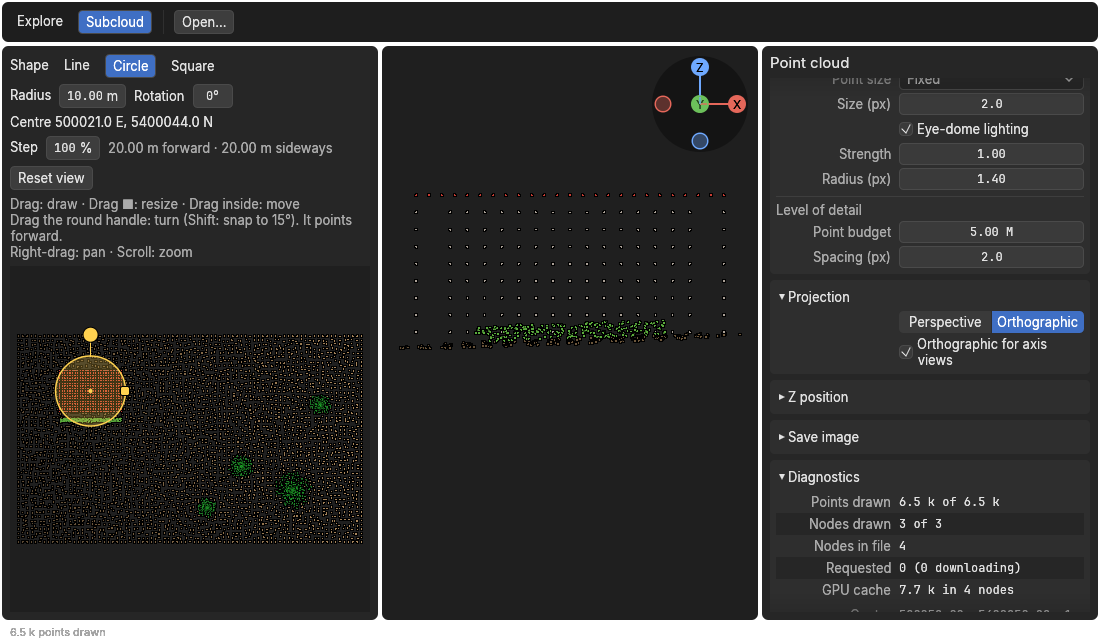 Explore Subcloud Open...
Shape Line Circle Square
Radius 10.00 m Rotation 0°
Centre 500021.0 E, 5400044.0 N
Step 100 % 20.00 m forward · 20.00 m sideways
Reset view
Drag: draw · Drag ■: resize · Drag inside: move
Drag the round handle: turn (Shift: snap to 15°). It points
forward.
Right-drag: pan · Scroll: zoom
Z
Y
X
Point cloud
Point size Fixed
Size (px) 2.0
Eye-dome lighting
Strength 1.00
Radius (px) 1.40
Level of detail
Point budget 5.00 M
Spacing (px) 2.0
Projection
Perspective Orthographic
Orthographic for axis
views
Z position
Save image
Diagnostics
Points drawn 6.5 k of 6.5 k
Nodes drawn 3 of 3
Nodes in file 4
Requested 0 (0 downloading)
GPU cache 7.7 k in 4 nodes
6.5 k points drawn